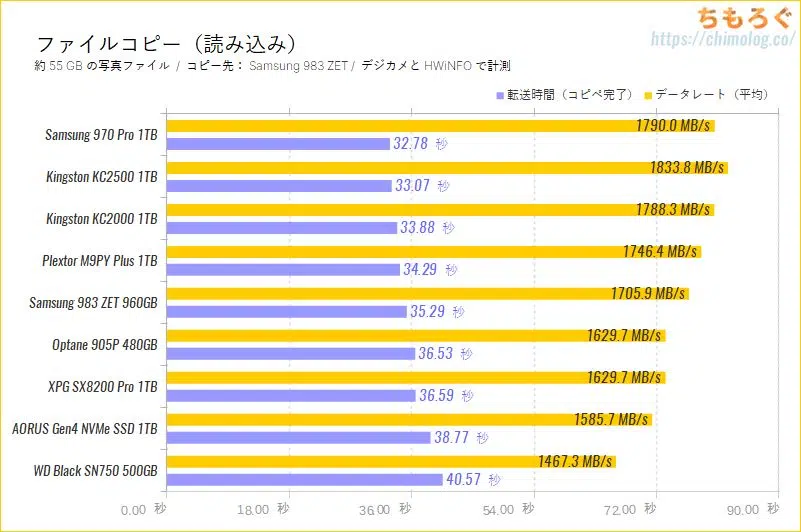 ちもろぐ
https://chimolog.co/
ファイルコピー（読み込み）
約 55 GB の写真ファイル / コピー先： Samsung 983 ZET / デジカメと HWiNFO で計測
転送時間（コピペ完了） データレート（平均）
Samsung 970 Pro 1TB 1790.0 MB/s
32.78 秒
Kingston KC2500 1TB 1833.8 MB/s
33.07 秒
Kingston KC2000 1TB 1788.3 MB/s
33.88 秒
Plextor M9PY Plus 1TB 1746.4 MB/s
34.29 秒
Samsung 983 ZET 960GB 1705.9 MB/s
35.29 秒
Optane 905P 480GB 1629.7 MB/s
36.53 秒
XPG SX8200 Pro 1TB 1629.7 MB/s
36.59 秒
AORUS Gen4 NVMe SSD 1TB 1585.7 MB/s
38.77 秒
WD Black SN750 500GB 1467.3 MB/s
40.57 秒
0.00 秒 18.00 秒 36.00 秒 54.00 秒 72.00 秒 90.00 秒